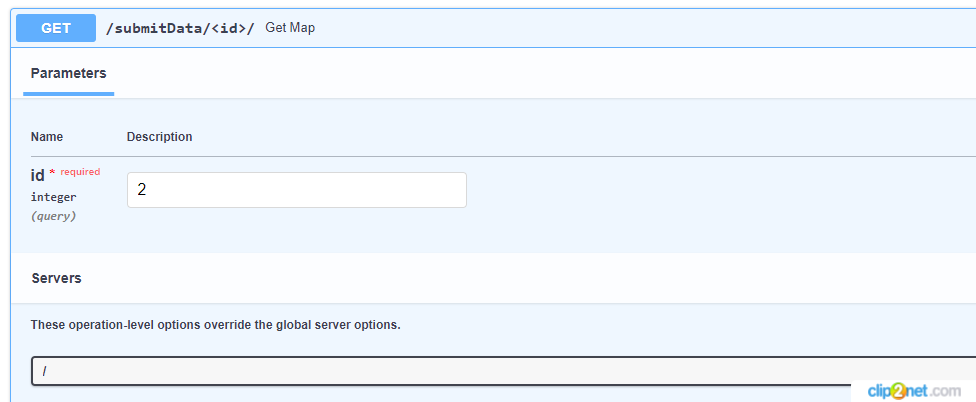 GET /submitData/<id>/ Get Map
Parameters
Name Description
id * required 2
integer
(query)
Servers
These operation-level options override the global server options.
/
clip2net.com